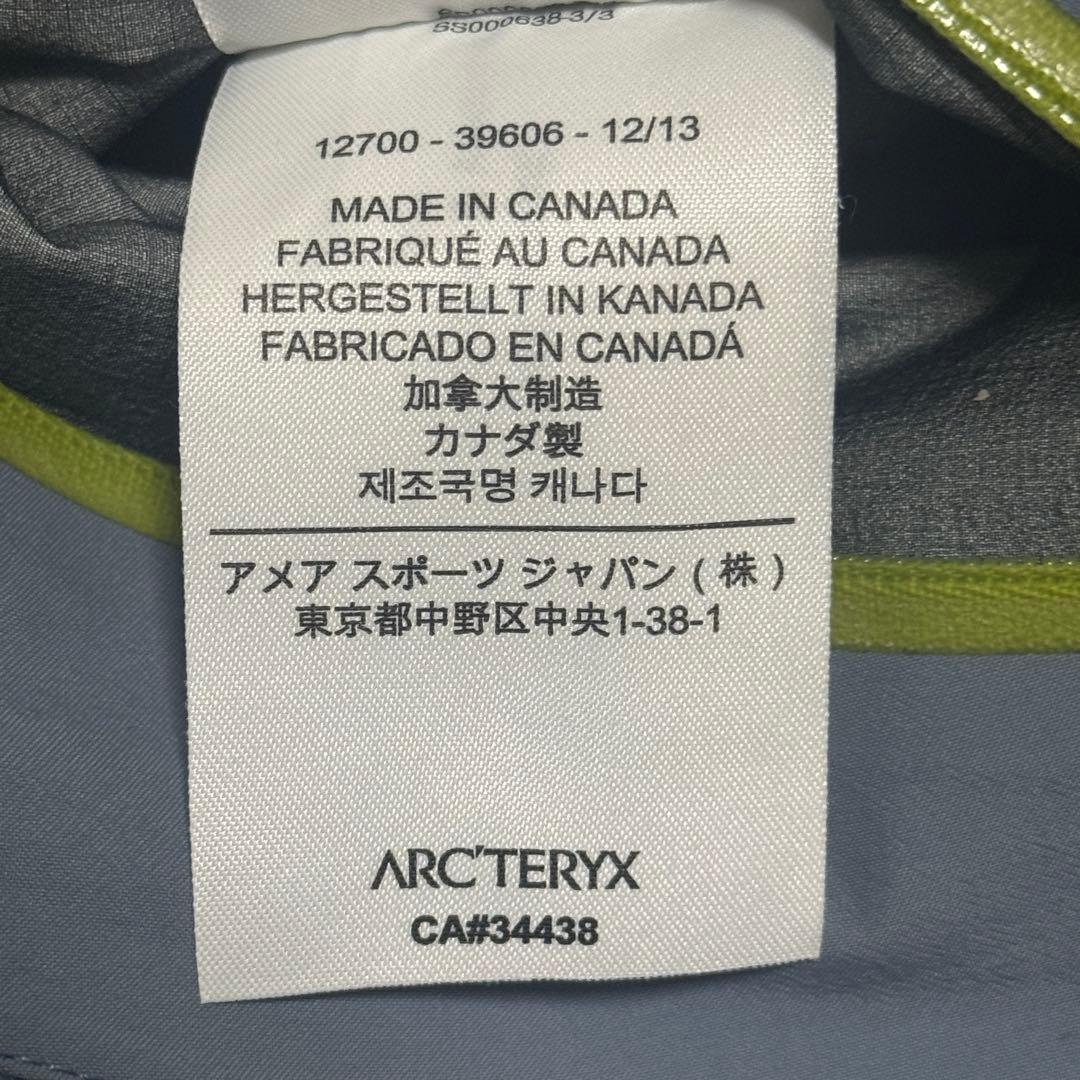 SS000638-3/3
12700 - 39606 - 12/13
MADE IN CANADA
FABRIQUÉ AU CANADA
HERGESTELLT IN KANADA
FABRICADO EN CANADÁ
加拿大制造
カナダ製
제조국명 캐나다
アメア スポーツ ジャパン ( 株 )
東京都中野区中央1-38-1
ARC'TERYX
CA#34438